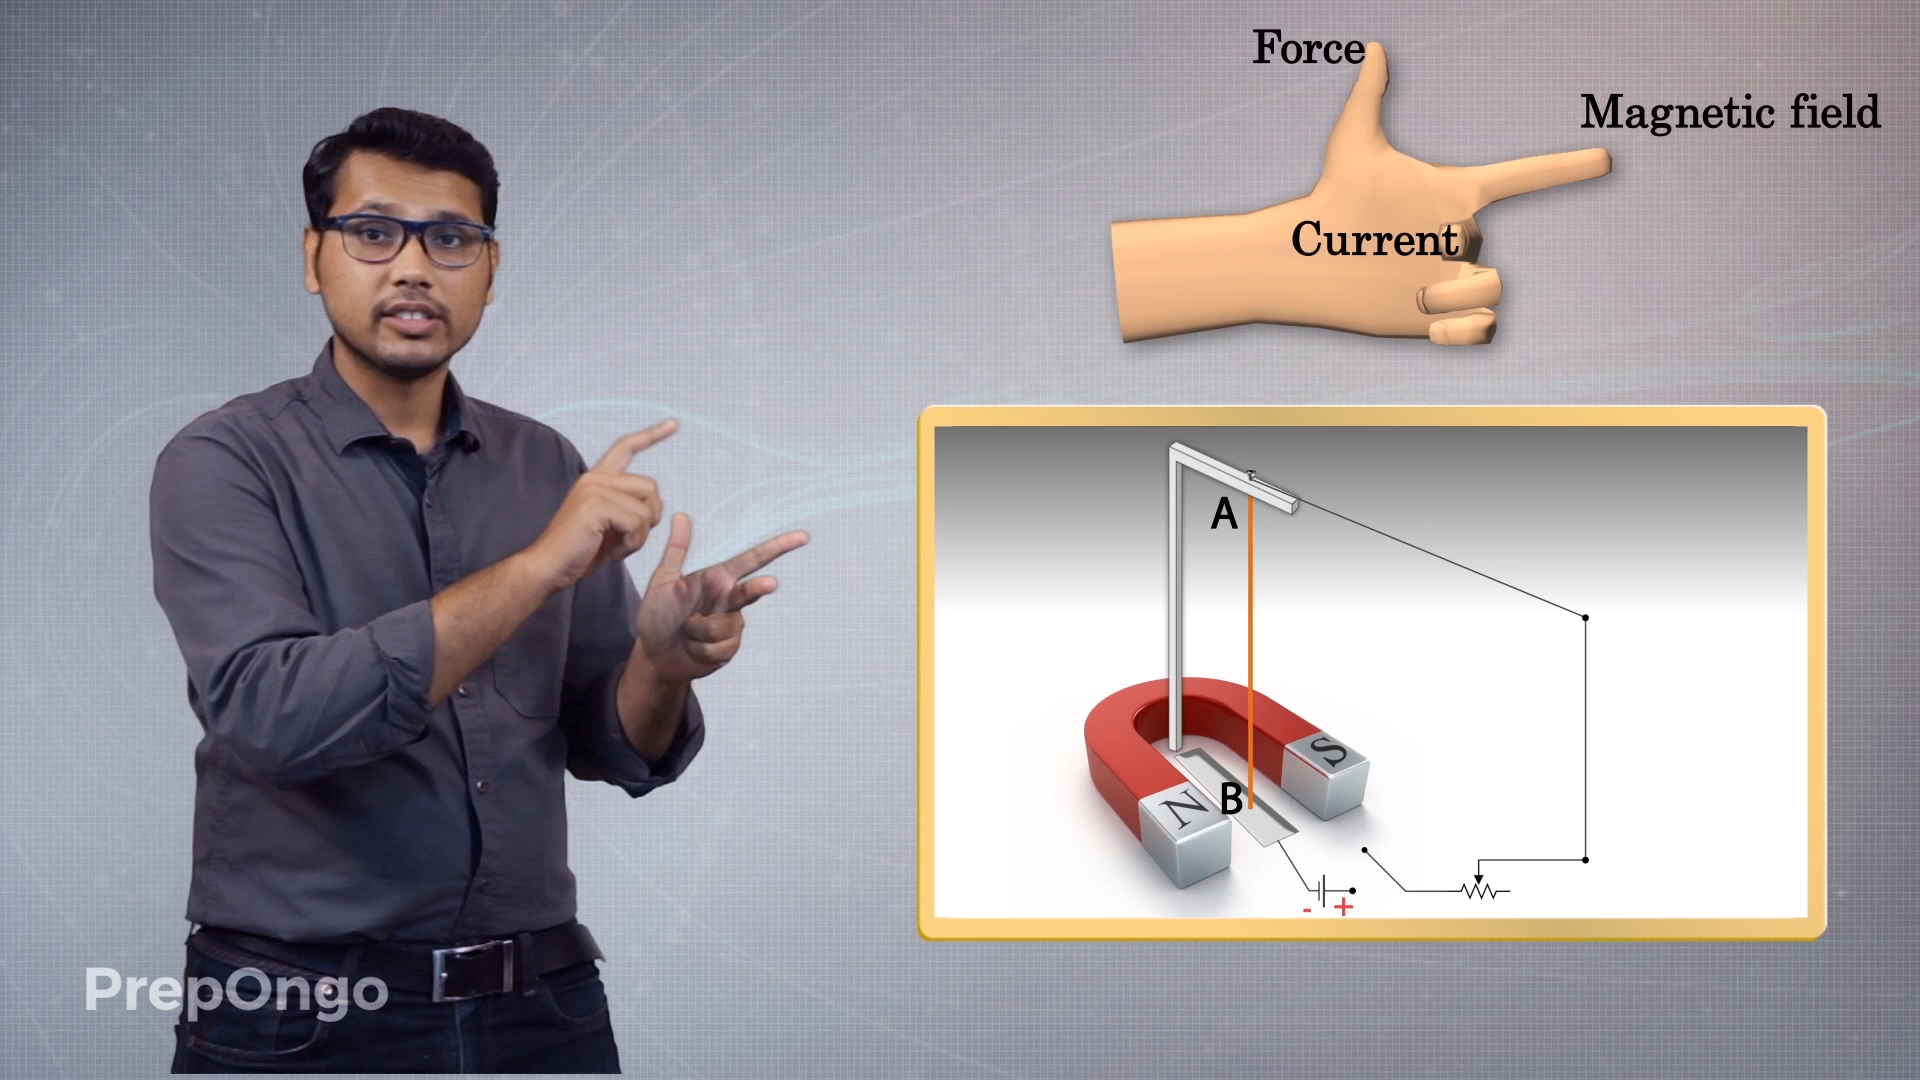 Force
Magnetic field
Current
A
B
N
S
- +
PrepOngo